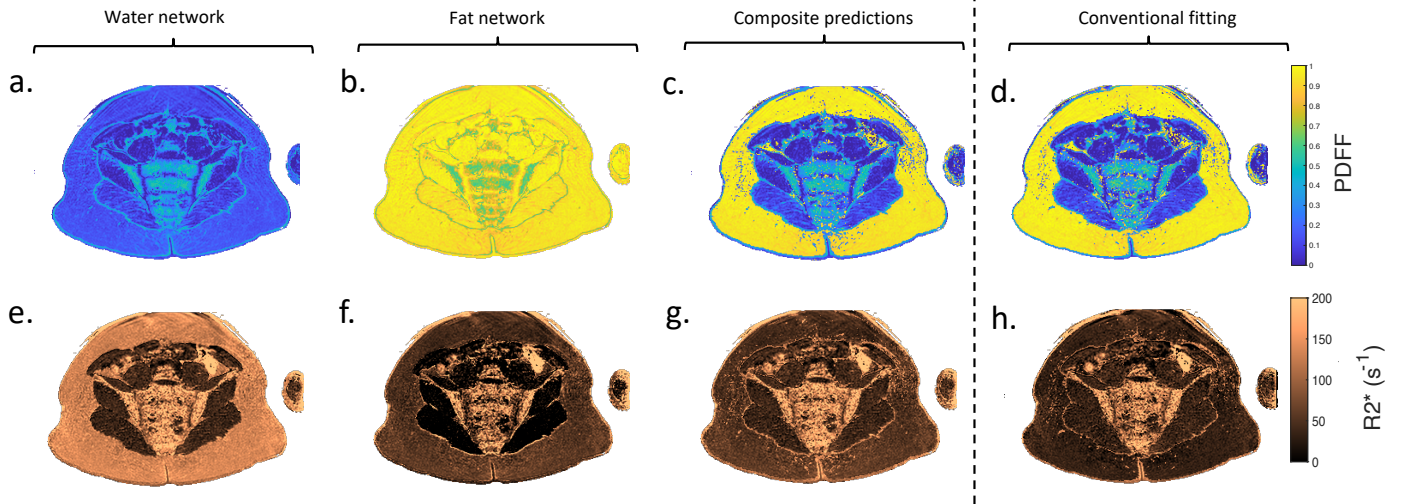 Water network
Fat network
Composite predictions
Conventional fitting
a.
b.
c.
d.
1
0.9
0.8
0.7
0.6
0.5
0.4
0.3
0.2
0.1
0
PDFF
e.
f.
g.
h.
200
150
100
50
0
R2* (s⁻¹)